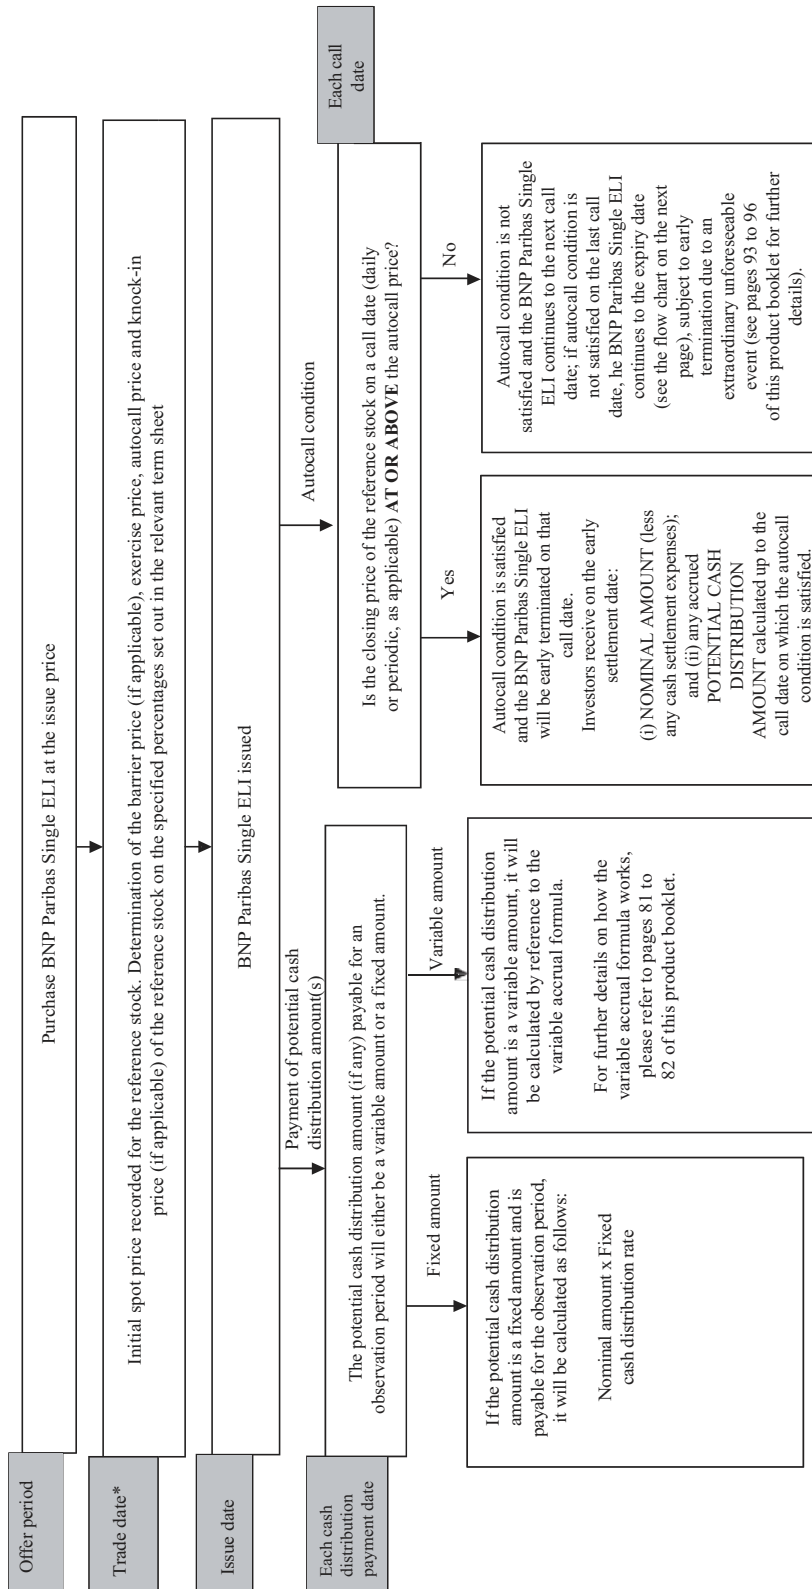 Offer period
Purchase BNP Paribas Single ELI at the issue price
Trade date*
Initial spot price recorded for the reference stock. Determination of the barrier price (if applicable), exercise price, autocall price and knock-in
price (if applicable) of the reference stock on the specified percentages set out in the relevant term sheet
Issue date
BNP Paribas Single ELI issued
Payment of potential cash
distribution amount(s)
Autocall condition
Each cash
distribution
payment date
The potential cash distribution amount (if any) payable for an
observation period will either be a variable amount or a fixed amount.
Each call
date
Is the closing price of the reference stock on a call date (daily
or periodic, as applicable) AT OR ABOVE the autocall price?
Fixed amount
Variable amount
Yes
No
If the potential cash distribution
amount is a fixed amount and is
payable for the observation period,
it will be calculated as follows:
Nominal amount x Fixed
cash distribution rate
If the potential cash distribution
amount is a variable amount, it will
be calculated by reference to the
variable accrual formula.
For further details on how the
variable accrual formula works,
please refer to pages 81 to
82 of this product booklet.
Autocall condition is satisfied
and the BNP Paribas Single ELI
will be early terminated on that
call date.
Investors receive on the early
settlement date:
(i) NOMINAL AMOUNT (less
any cash settlement expenses);
and (ii) any accrued
POTENTIAL CASH
DISTRIBUTION
AMOUNT calculated up to the
call date on which the autocall
condition is satisfied.
Autocall condition is not
satisfied and the BNP Paribas Single
ELI continues to the next call
date; if autocall condition is
not satisfied on the last call
date, he BNP Paribas Single ELI
continues to the expiry date
(see the flow chart on the next
page), subject to early
termination due to an
extraordinary unforeseeable
event (see pages 93 to 96
of this product booklet for further
details).